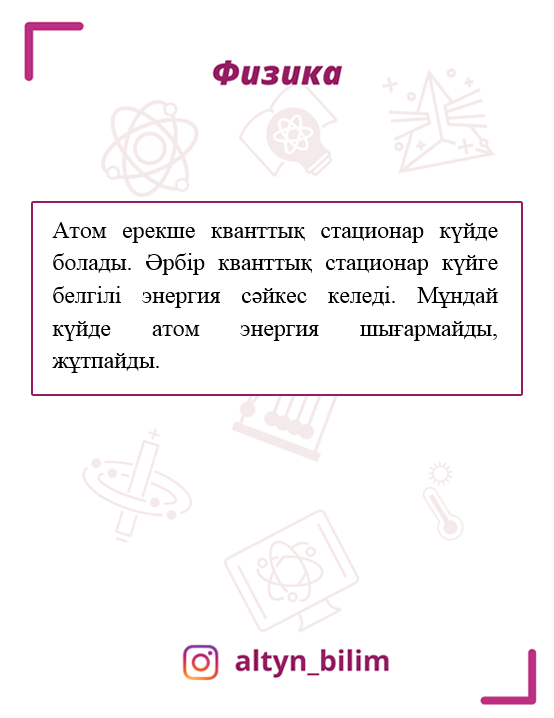 Физика
Атом ерекше кванттық стационар күйде
болады. Әрбір кванттық стационар күйге
белгілі энергия сәйкес келеді. Мұндай
күйде атом энергия шығармайды,
жұтпайды.
altyn_bilim